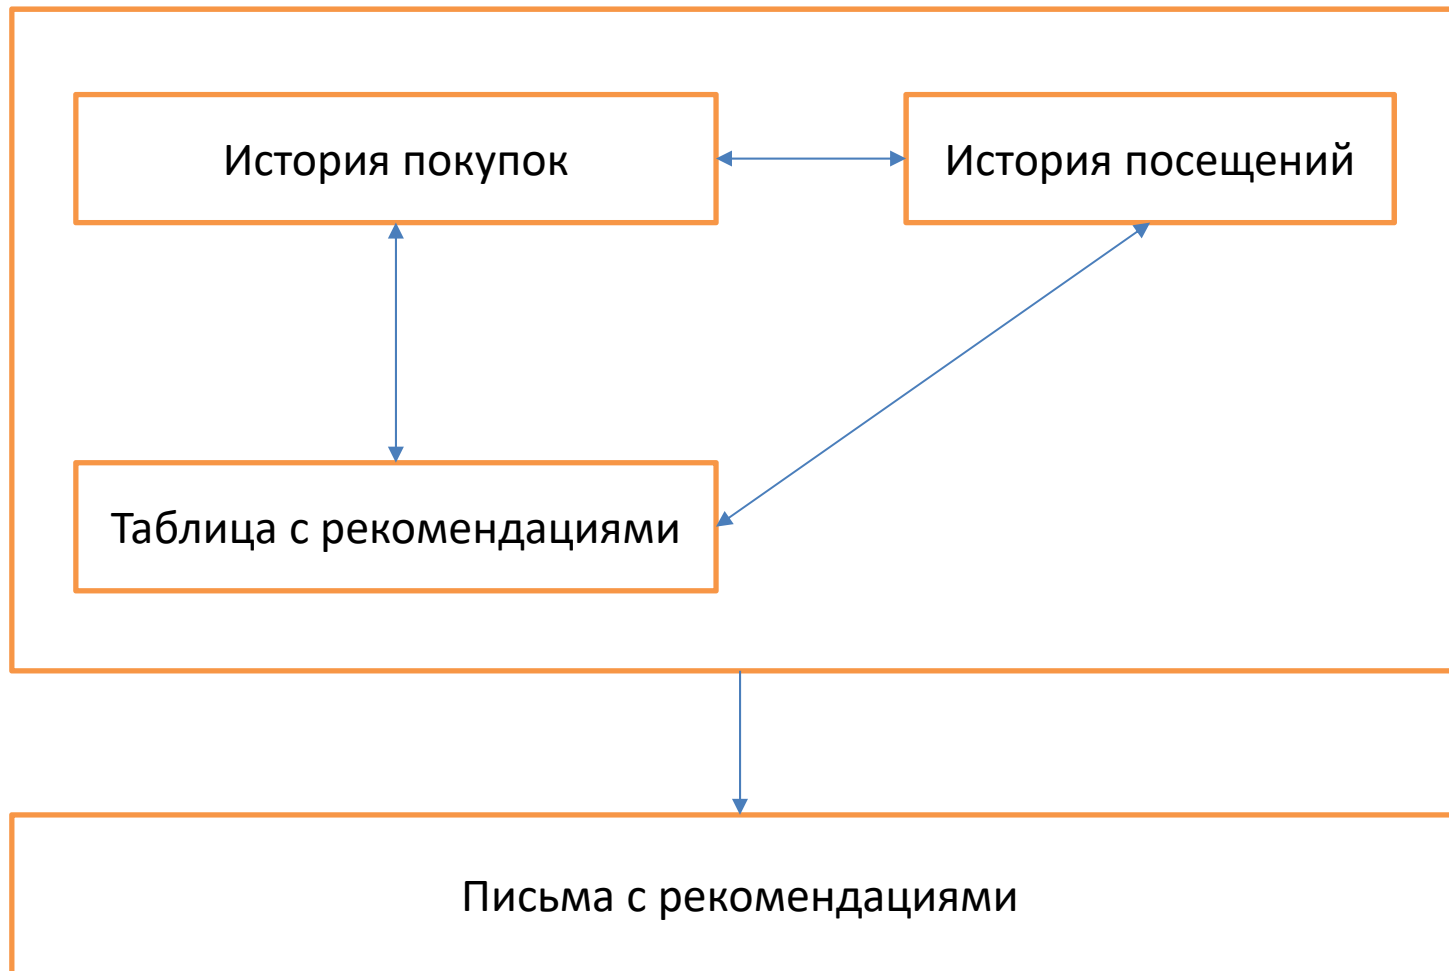 История покупок
История посещений
Таблица с рекомендациями
Письма с рекомендациями